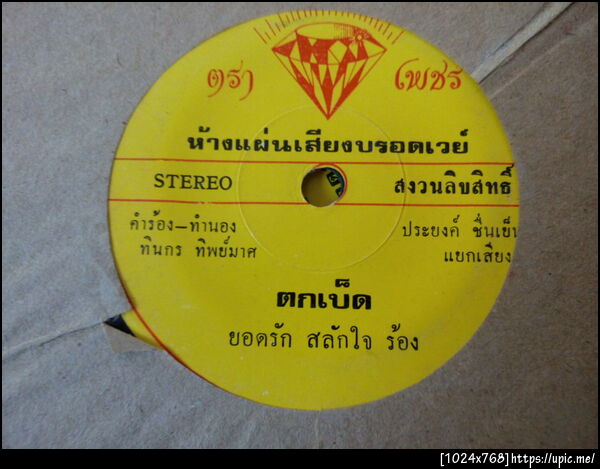 ตรา เพชร
ห้างแผ่นเสียงบรอดเวย์
STEREO สงวนลิขสิทธิ์
คำร้อง-ทำนอง ประยงค์ ชื่นเย็น
ทินกร ทิพย์มาศ แยกเสียง
ตกเบ็ด
ยอดรัก สลักใจ ร้อง
[1024x768]https://upic.me/